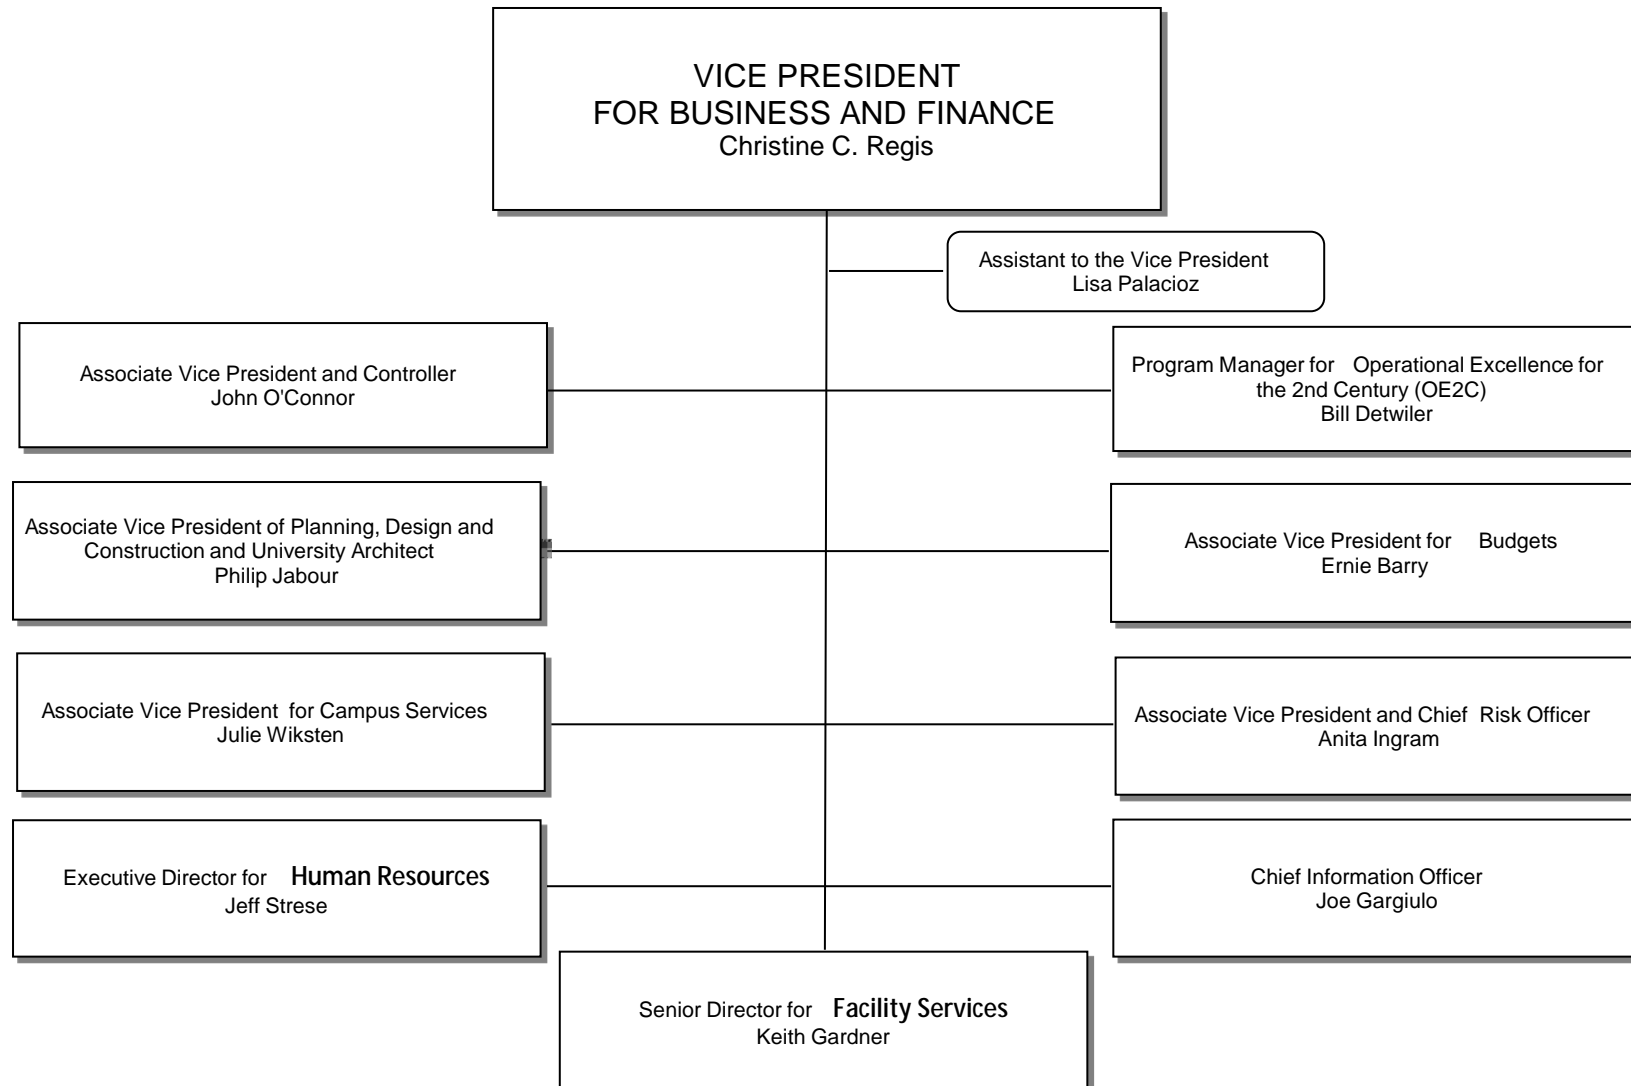 VICE PRESIDENT
FOR BUSINESS AND FINANCE
Christine C. Regis
Assistant to the Vice President
Lisa Palacioz
Associate Vice President and Controller
John O'Connor
Program Manager for Operational Excellence for
the 2nd Century (OE2C)
Bill Detwiler
Associate Vice President of Planning, Design and
Construction and University Architect
Philip Jabour
Associate Vice President for Budgets
Ernie Barry
Associate Vice President for Campus Services
Julie Wiksten
Associate Vice President and Chief Risk Officer
Anita Ingram
Executive Director for Human Resources
Jeff Strese
Chief Information Officer
Joe Gargiulo
Senior Director for Facility Services
Keith Gardner